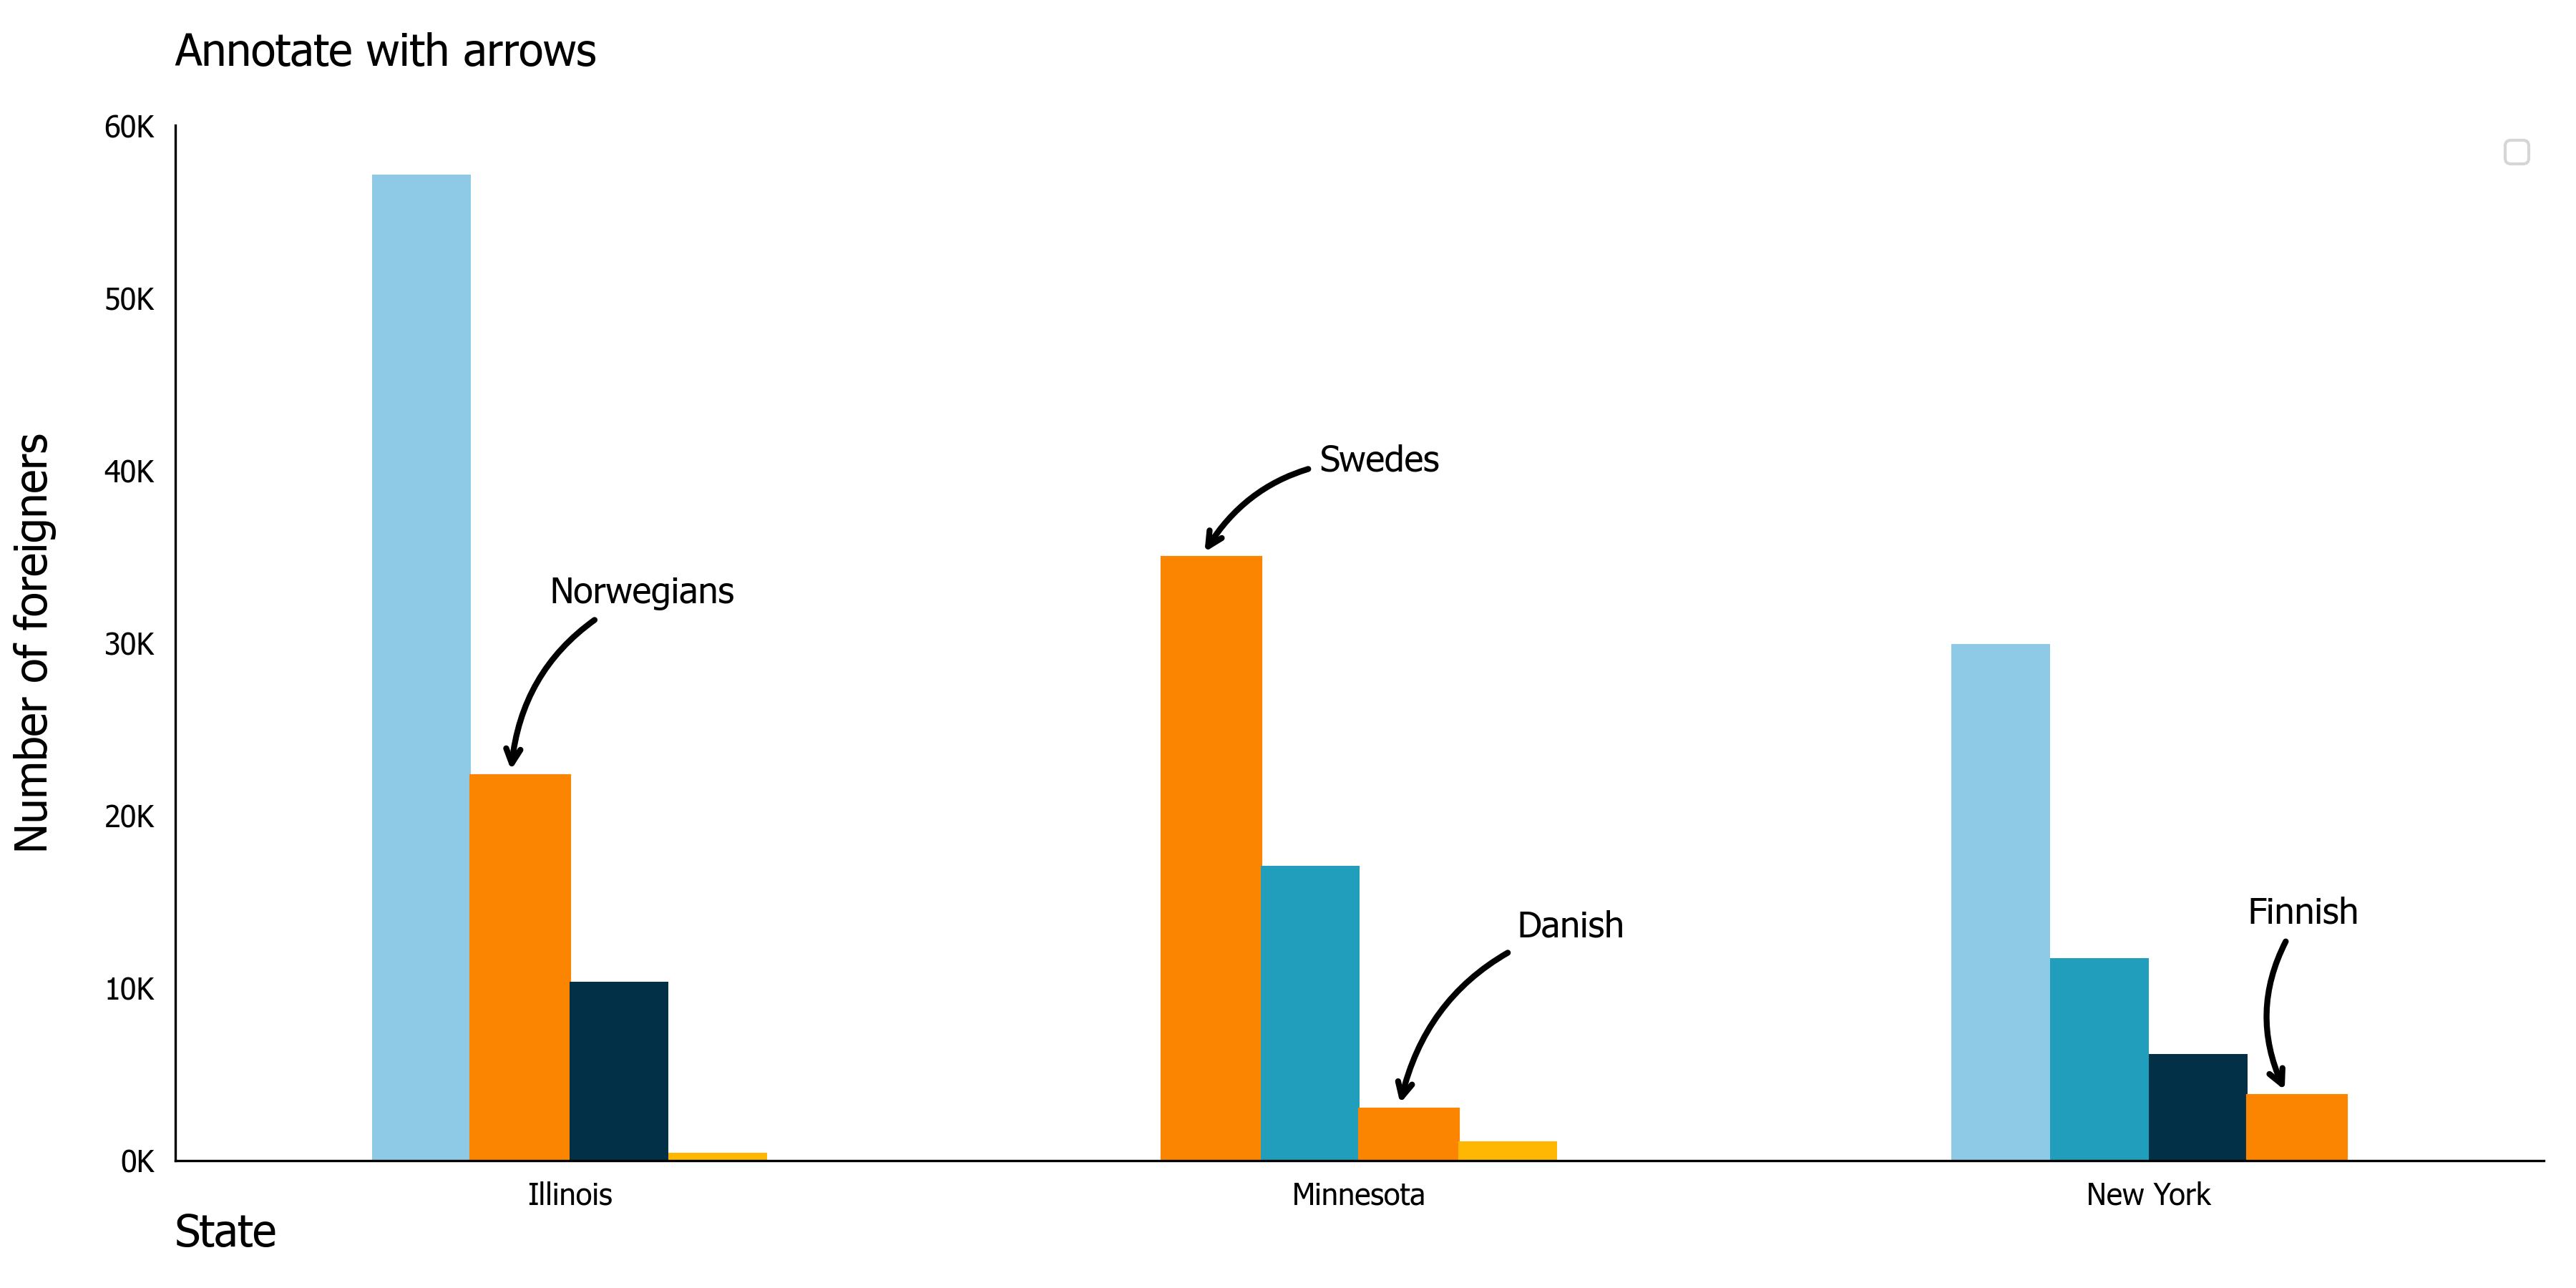 Annotate with arrows
60K
50K
40K
30K
20K
10K
0K
Number of foreigners
Norwegians
Swedes
Danish
Finnish
Illinois
Minnesota
New York
State